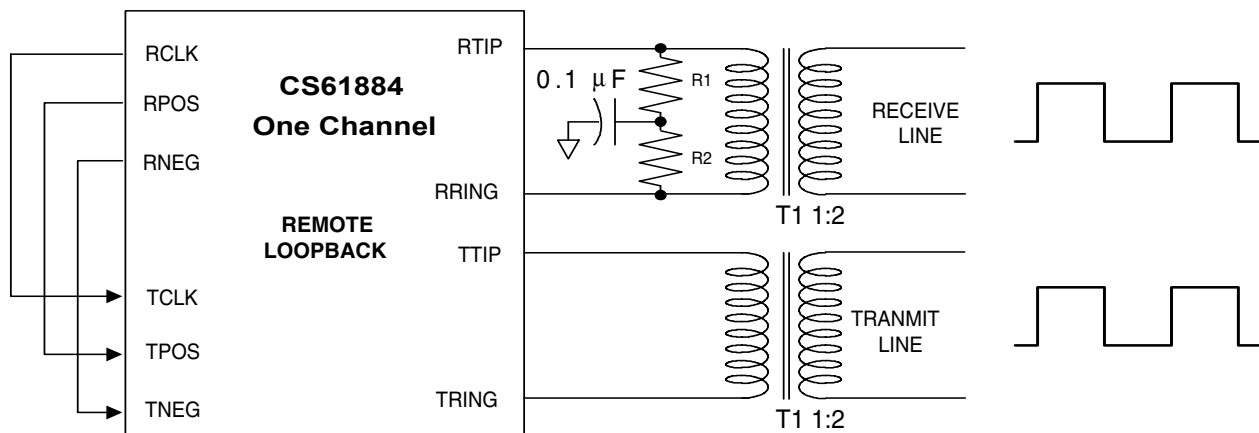 RCLK
RPOS
RNEG
TCLK
TPOS
TNEG
CS61884
One Channel
REMOTE
LOOPBACK
RTIP
RRING
TTIP
TRING
0.1 μF
R1
R2
RECEIVE
LINE
T1 1:2
TRANMIT
LINE
T1 1:2